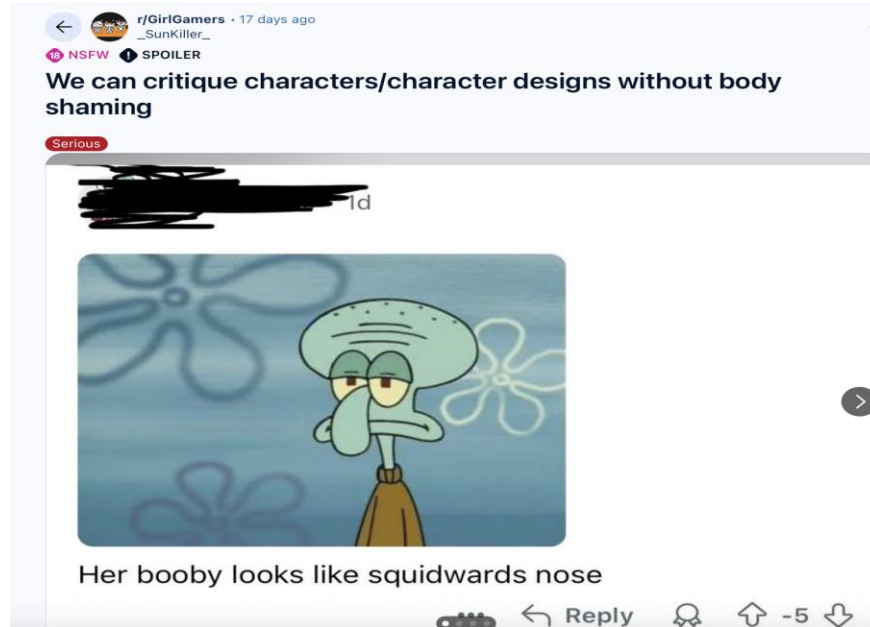 r/GirlGamers • 17 days ago
_SunKiller_
18 NSFW ! SPOILER
We can critique characters/character designs without body
shaming
Serious
1d
Her booby looks like squidwards nose
Reply -5